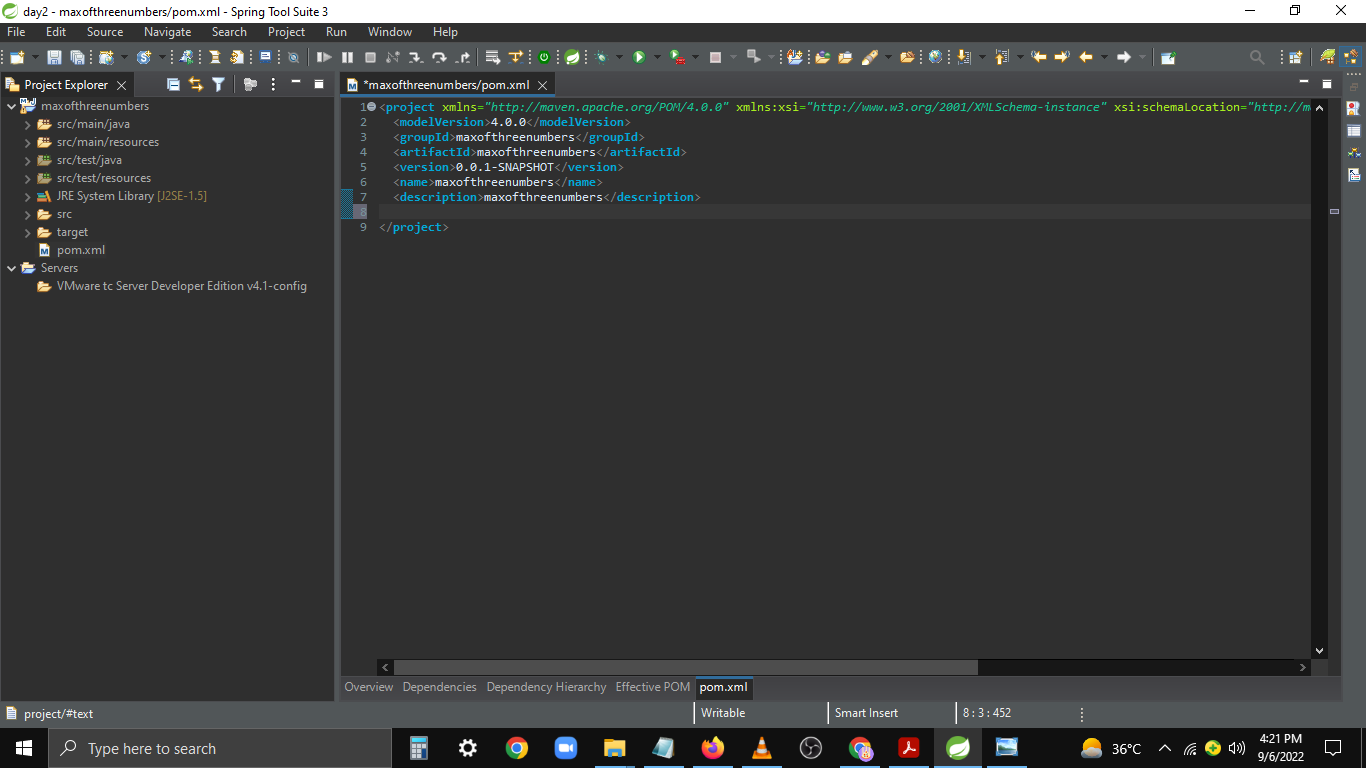 day2 - maxofthreenumbers/pom.xml - Spring Tool Suite 3
File Edit Source Navigate Search Project Run Window Help
Project Explorer
*maxofthreenumbers/pom.xml
maxofthreenumbers
src/main/java
src/main/resources
src/test/java
src/test/resources
JRE System Library [J2SE-1.5]
src
target
pom.xml
Servers
VMware tc Server Developer Edition v4.1-config
1 <project xmlns="http://maven.apache.org/POM/4.0.0" xmlns:xsi="http://www.w3.org/2001/XMLSchema-instance" xsi:schemaLocation="http://m
2 <modelVersion>4.0.0</modelVersion>
3 <groupId>maxofthreenumbers</groupId>
4 <artifactId>maxofthreenumbers</artifactId>
5 <version>0.0.1-SNAPSHOT</version>
6 <name>maxofthreenumbers</name>
7 <description>maxofthreenumbers</description>
8
9 </project>
Overview Dependencies Dependency Hierarchy Effective POM pom.xml
project/#text Writable Smart Insert 8 : 3 : 452
Type here to search
36°C
4:21 PM
9/6/2022